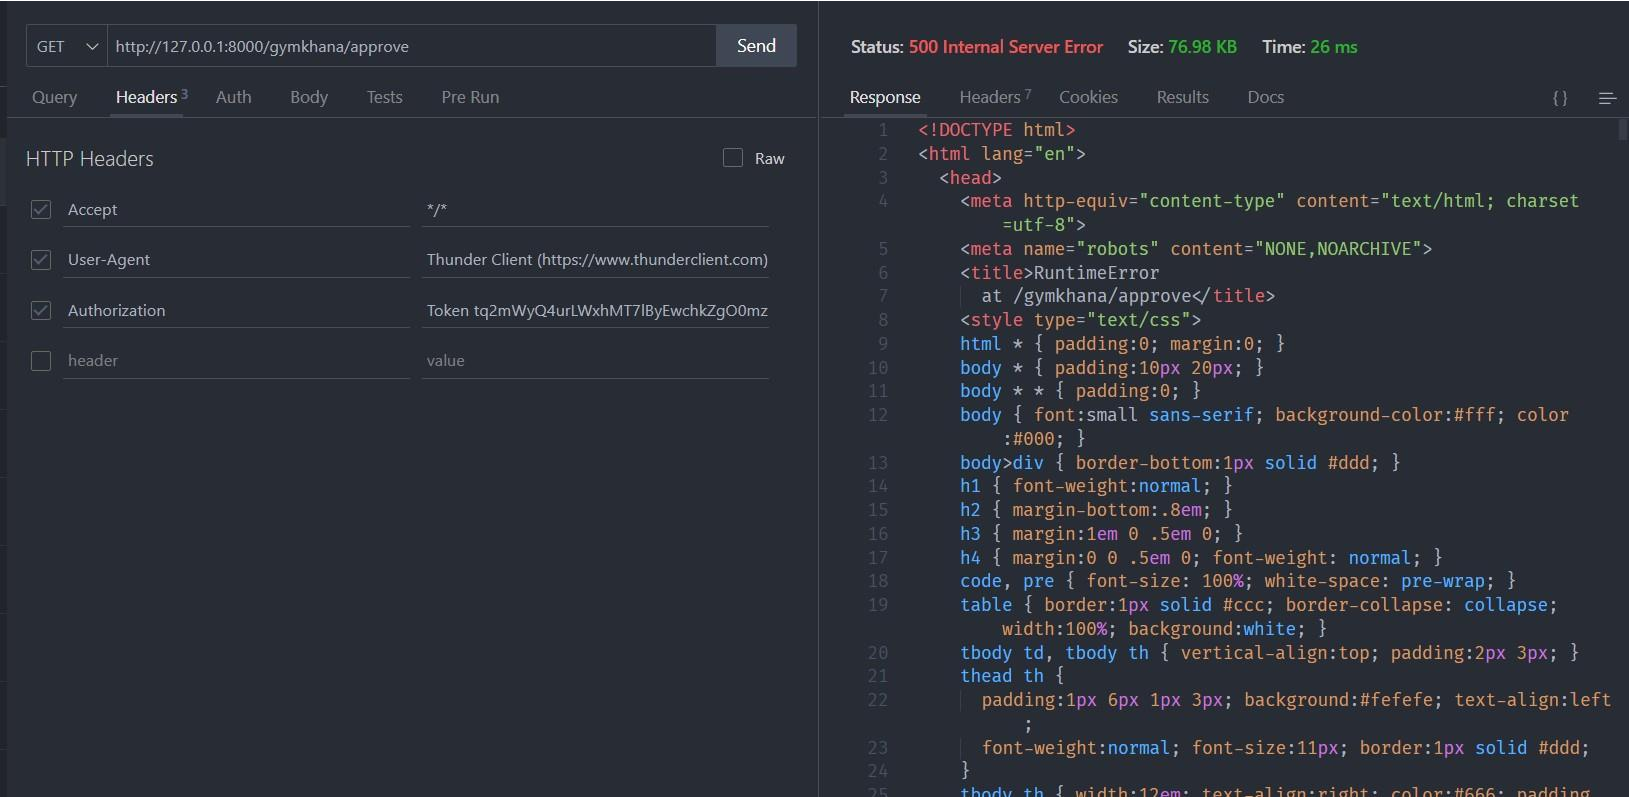 GET
http://127.0.0.1:8000/gymkhana/approve
Send
Query
Headers 3
Auth
Body
Tests
Pre Run
HTTP Headers
Raw
Accept
*/*
User-Agent
Thunder Client (https://www.thunderclient.com)
Authorization
Token tq2mWyQ4urLWxhMT7lByEwchkZgO0mz
header
value
Status: 500 Internal Server Error Size: 76.98 KB Time: 26 ms
Response
Headers 7
Cookies
Results
Docs
{ }
1 <!DOCTYPE html>
2 <html lang="en">
3 <head>
4 <meta http-equiv="content-type" content="text/html; charset
=utf-8">
5 <meta name="robots" content="NONE,NOARCHIVE">
6 <title>RuntimeError
7 at /gymkhana/approve</title>
8 <style type="text/css">
9 html * { padding:0; margin:0; }
10 body * { padding:10px 20px; }
11 body * * { padding:0; }
12 body { font:small sans-serif; background-color:#fff; color
:#000; }
13 body>div { border-bottom:1px solid #ddd; }
14 h1 { font-weight:normal; }
15 h2 { margin-bottom:.8em; }
16 h3 { margin:1em 0 .5em 0; }
17 h4 { margin:0 0 .5em 0; font-weight: normal; }
18 code, pre { font-size: 100%; white-space: pre-wrap; }
19 table { border:1px solid #ccc; border-collapse: collapse;
width:100%; background:white; }
20 tbody td, tbody th { vertical-align:top; padding:2px 3px; }
21 thead th {
22 padding:1px 6px 1px 3px; background:#fefefe; text-align:left
;
23 font-weight:normal; font-size:11px; border:1px solid #ddd;
24 }
25 tbody th { width:12em; text-align:right; color:#666; padding